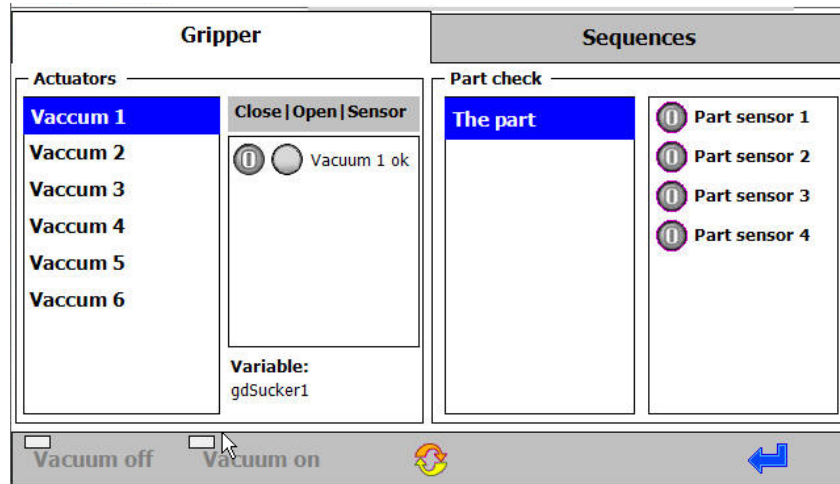 Gripper
Sequences
Actuators
Vaccum 1
Vaccum 2
Vaccum 3
Vaccum 4
Vaccum 5
Vaccum 6
Close|Open|Sensor
Vacuum 1 ok
Variable:
gdSucker1
Part check
The part
Part sensor 1
Part sensor 2
Part sensor 3
Part sensor 4
Vacuum off
Vacuum on